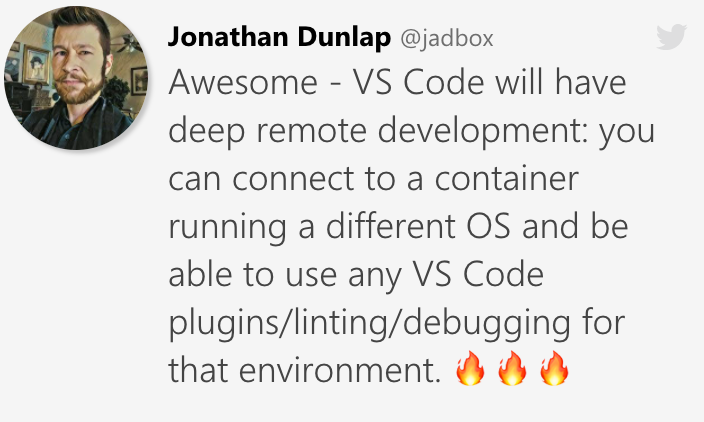 Jonathan Dunlap @jadbox
Awesome - VS Code will have
deep remote development: you
can connect to a container
running a different OS and be
able to use any VS Code
plugins/linting/debugging for
that environment. 🔥🔥🔥